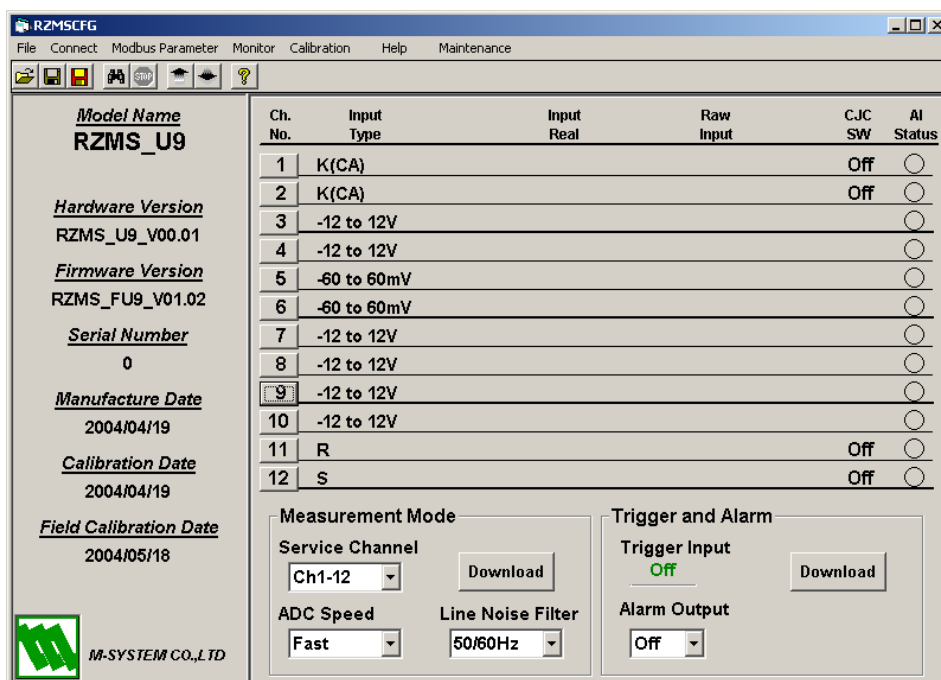 RZMSCFG
File Connect Modbus Parameter Monitor Calibration Help Maintenance
STOP ?
Model Name
RZMS_U9
Hardware Version
RZMS_U9_V00.01
Firmware Version
RZMS_FU9_V01.02
Serial Number
0
Manufacture Date
2004/04/19
Calibration Date
2004/04/19
Field Calibration Date
2004/05/18
M-SYSTEM CO.,LTD
Ch. Input Input Raw CJC AI
No. Type Real Input SW Status
1 K(CA) Off
2 K(CA) Off
3 -12 to 12V
4 -12 to 12V
5 -60 to 60mV
6 -60 to 60mV
7 -12 to 12V
8 -12 to 12V
9 -12 to 12V
10 -12 to 12V
11 R Off
12 S Off
Measurement Mode
Service Channel
Ch1-12 Download
ADC Speed Line Noise Filter
Fast 50/60Hz
Trigger and Alarm
Trigger Input
Off Download
Alarm Output
Off